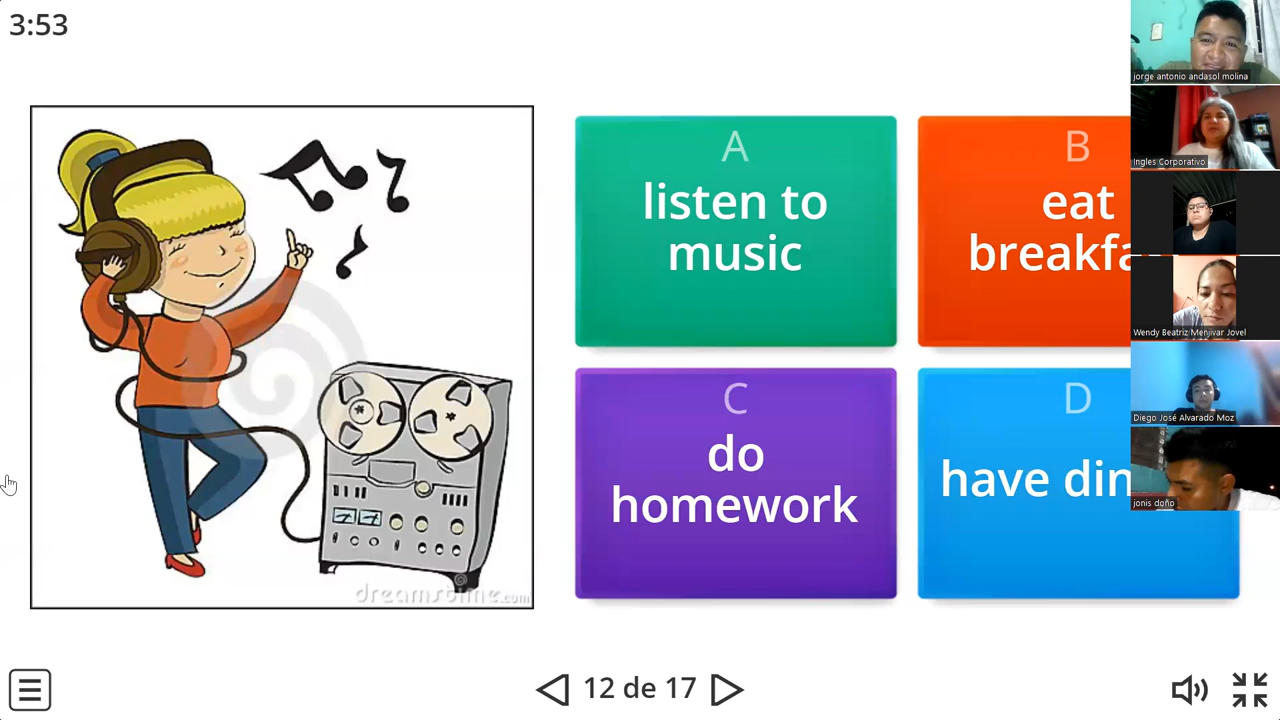 3:53
A
listen to
music
B
eat
C
do
homework
D
have
12 de 17
dreamstime.com
jorge antonio andasol molina
Ingles Corporativo
Wendy Beatriz Menjivar Jovel
Diego José Alvarado Moz
jonis doño